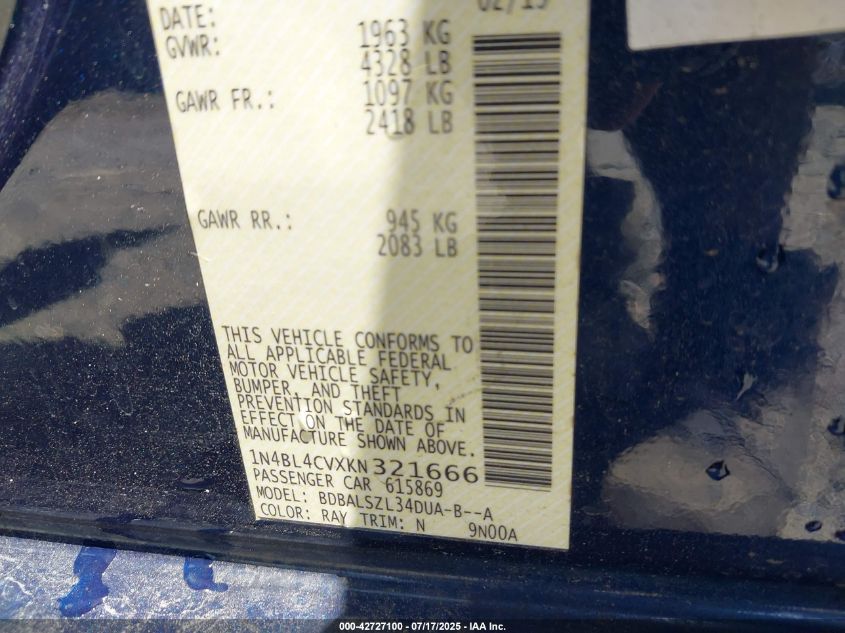 DATE: 02/19
GVWR: 1963 KG
4328 LB
GAWR FR.: 1097 KG
2418 LB
GAWR RR.: 945 KG
2083 LB
THIS VEHICLE CONFORMS TO
ALL APPLICABLE FEDERAL
MOTOR VEHICLE SAFETY,
BUMPER, AND THEFT
PREVENTION STANDARDS IN
EFFECT ON THE DATE OF
MANUFACTURE SHOWN ABOVE.
1N4BL4CVXKN321666
PASSENGER CAR 615869
MODEL: BDBALSZL34DUA-B--A
COLOR: RAY TRIM: N 9N00A
000-42727100 - 07/17/2025 - IAA Inc.